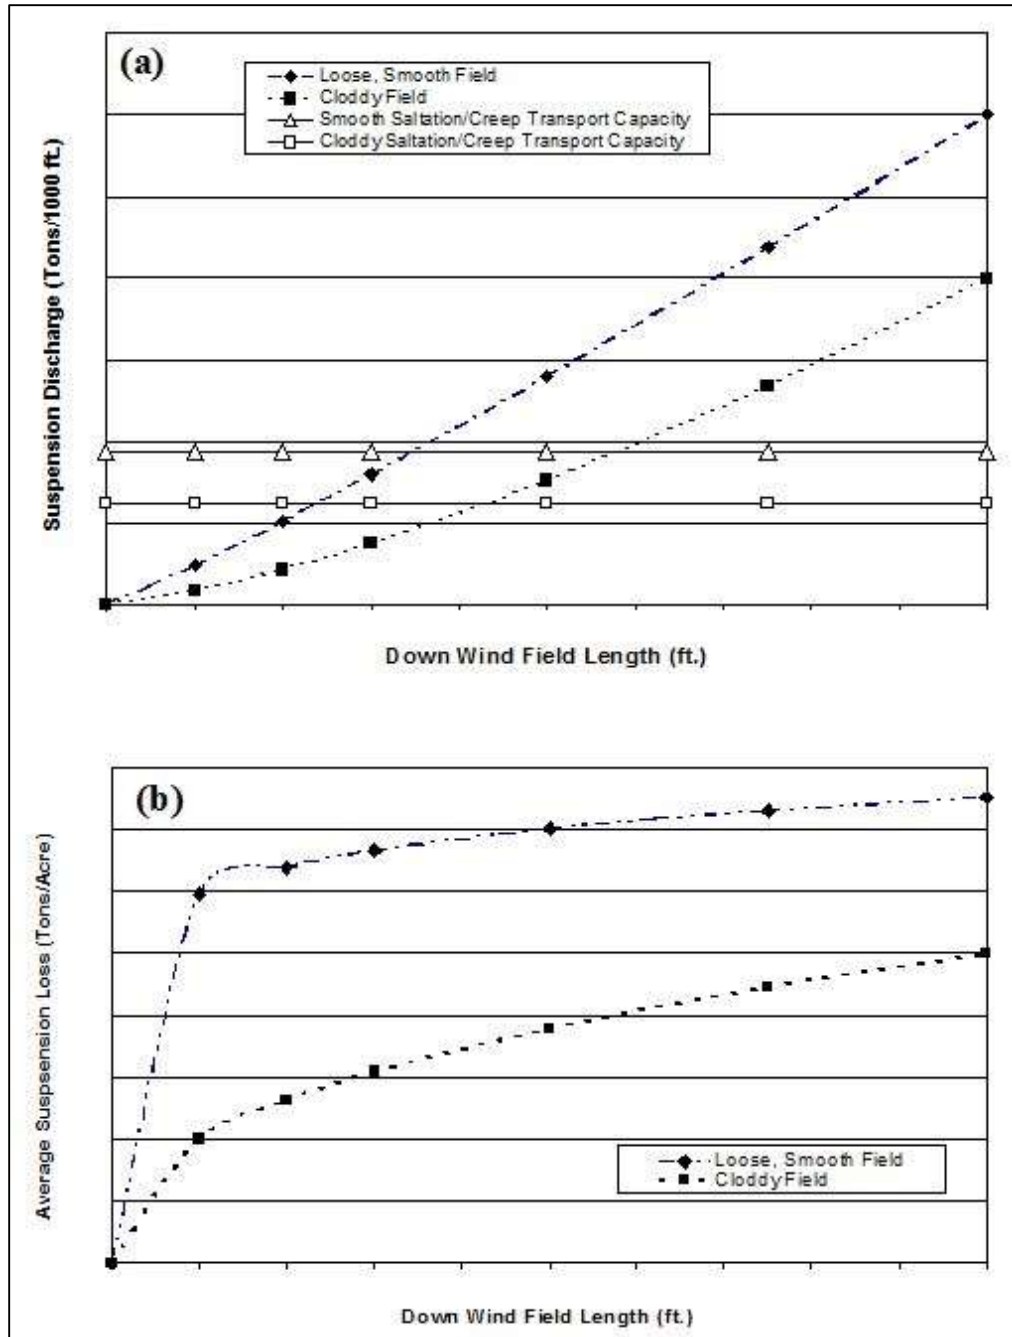 (a)
Loose, Smooth Field
Cloddy Field
Smooth Saltation/Creep Transport Capacity
Cloddy Saltation/Creep Transport Capacity
Suspension Discharge (Tons/1000 ft.)
Down Wind Field Length (ft.)
(b)
Average Suspsension Loss (Tons/Acre)
Loose, Smooth Field
Cloddy Field
Down Wind Field Length (ft.)